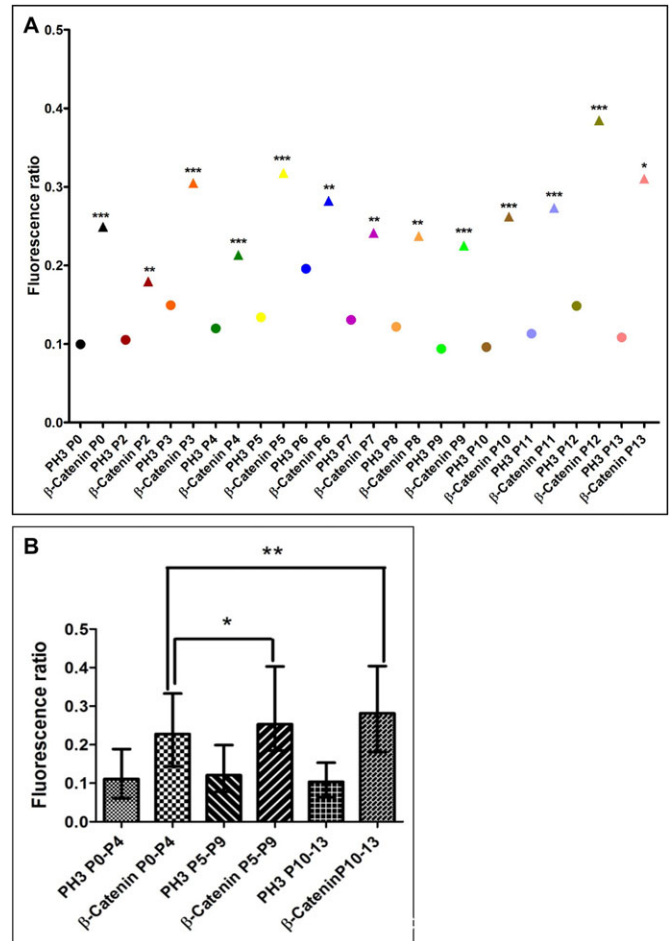 A
0.5
0.4
0.3
0.2
0.1
0.0
Fluorescence ratio
***
**
***
***
***
**
**
**
***
***
***
***
*
PH3 P0
β-Catenin P0
PH3 P2
β-Catenin P2
PH3 P3
β-Catenin P3
PH3 P4
β-Catenin P4
PH3 P5
β-Catenin P5
PH3 P6
β-Catenin P6
PH3 P7
β-Catenin P7
PH3 P8
β-Catenin P8
PH3 P9
β-Catenin P9
PH3 P10
β-Catenin P10
PH3 P11
β-Catenin P11
PH3 P12
β-Catenin P12
PH3 P13
β-Catenin P13
B
**
*
0.5
0.4
0.3
0.2
0.1
0.0
Fluorescence ratio
PH3 P0-P4
β-Catenin P0-P4
PH3 P5-P9
β-Catenin P5-P9
PH3 P10-13
β-CateninP10-13